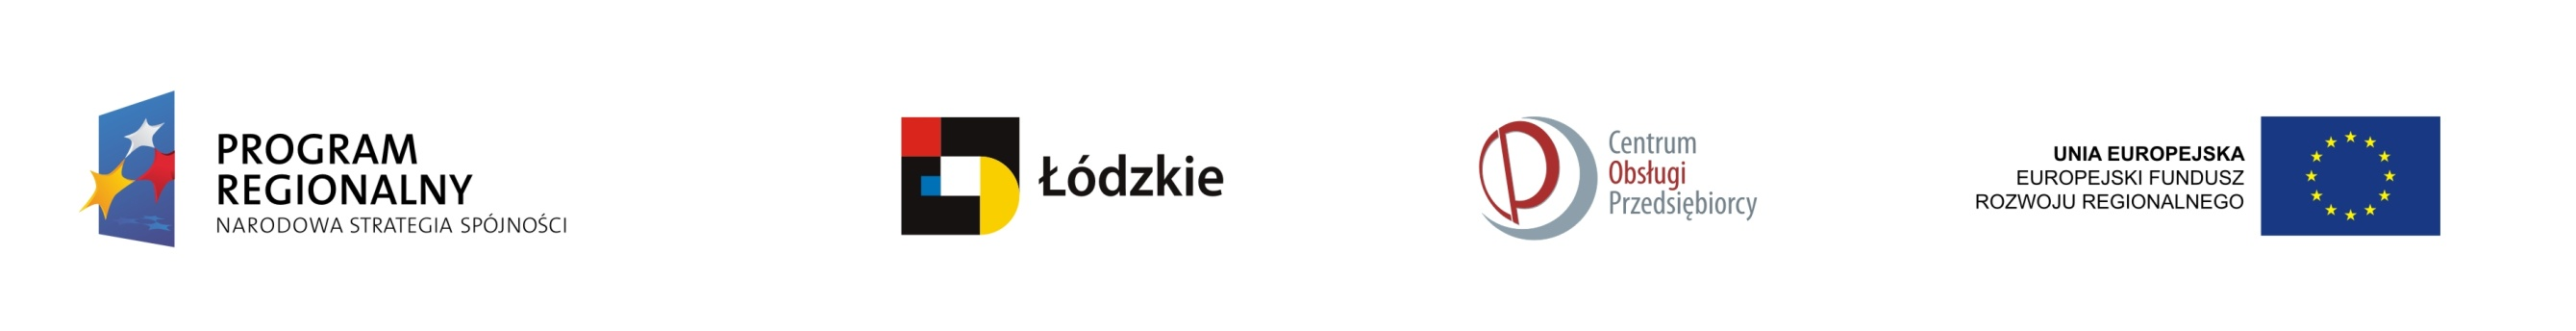 PROGRAM
REGIONALNY
NARODOWA STRATEGIA SPÓJNOŚCI
Łódzkie
Centrum
Obsługi
Przedsiębiorcy
UNIA EUROPEJSKA
EUROPEJSKI FUNDUSZ
ROZWOJU REGIONALNEGO